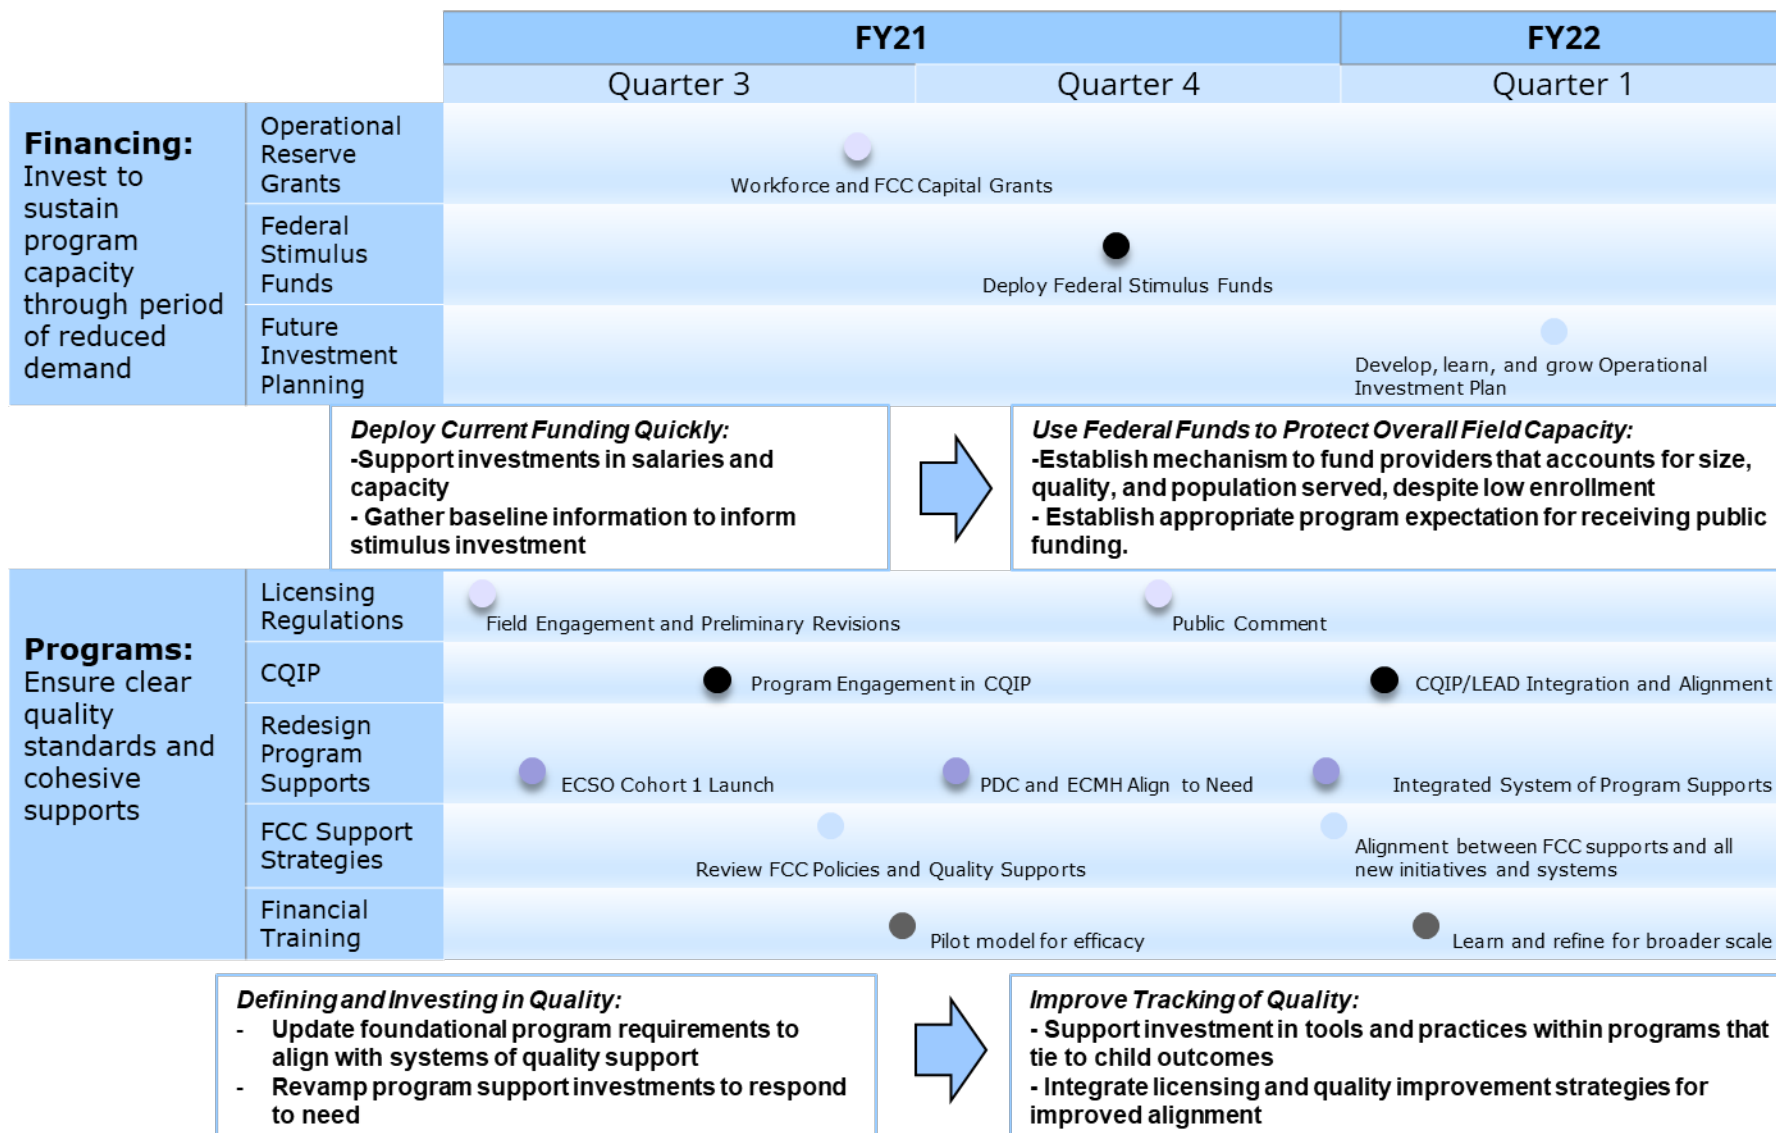 FY21
FY22
Quarter 3
Quarter 4
Quarter 1
Financing:
Invest to
sustain
program
capacity
through period
of reduced
demand
Operational
Reserve
Grants
Workforce and FCC Capital Grants
Federal
Stimulus
Funds
Deploy Federal Stimulus Funds
Future
Investment
Planning
Develop, learn, and grow Operational
Investment Plan
Deploy Current Funding Quickly:
-Support investments in salaries and
capacity
- Gather baseline information to inform
stimulus investment
Use Federal Funds to Protect Overall Field Capacity:
-Establish mechanism to fund providers that accounts for size,
quality, and population served, despite low enrollment
- Establish appropriate program expectation for receiving public
funding.
Programs:
Ensure clear
quality
standards and
cohesive
supports
Licensing
Regulations
Field Engagement and Preliminary Revisions
Public Comment
CQIP
Program Engagement in CQIP
CQIP/LEAD Integration and Alignment
Redesign
Program
Supports
ECSO Cohort 1 Launch
PDC and ECMH Align to Need
Integrated System of Program Supports
FCC Support
Strategies
Review FCC Policies and Quality Supports
Alignment between FCC supports and all
new initiatives and systems
Financial
Training
Pilot model for efficacy
Learn and refine for broader scale
Defining and Investing in Quality:
- Update foundational program requirements to
align with systems of quality support
- Revamp program support investments to respond
to need
Improve Tracking of Quality:
- Support investment in tools and practices within programs that
tie to child outcomes
- Integrate licensing and quality improvement strategies for
improved alignment